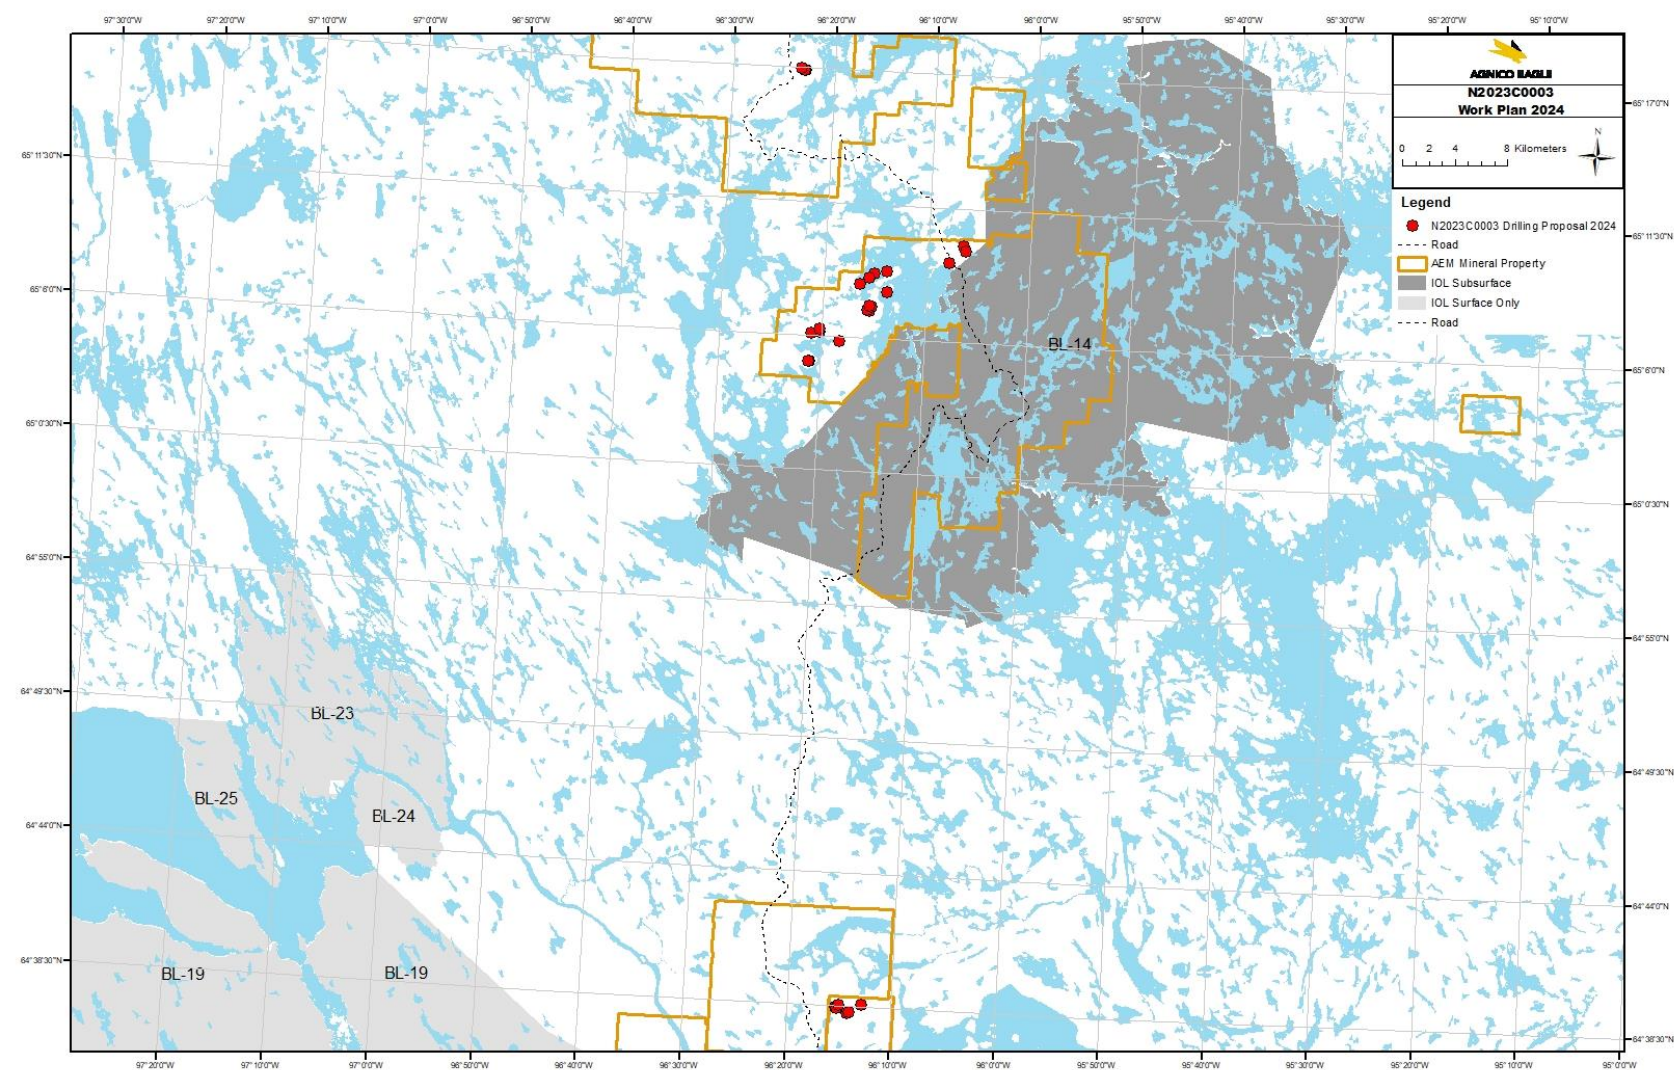 97°30'0"W 97°20'0"W 97°10'0"W 97°0'0"W 96°50'0"W 96°40'0"W 96°30'0"W 96°20'0"W 96°10'0"W 96°0'0"W 95°50'0"W 95°40'0"W 95°30'0"W 95°20'0"W 95°10'0"W
AGNICO EAGLE
N2023C0003
Work Plan 2024
N
0 2 4 8 Kilometers
Legend
N2023C0003 Drilling Proposal 2024
Road
AEM Mineral Property
IOL Subsurface
IOL Surface Only
Road
65°17'0"N
65°11'30"N
65°11'30"N
65°6'0"N
BL-14
65°6'0"N
65°0'30"N
65°0'30"N
64°55'0"N
64°55'0"N
64°49'30"N
BL-23
64°49'30"N
BL-25
BL-24
64°44'0"N
64°44'0"N
64°38'30"N
BL-19
BL-19
64°38'30"N
97°20'0"W 97°10'0"W 97°0'0"W 96°50'0"W 96°40'0"W 96°30'0"W 96°20'0"W 96°10'0"W 96°0'0"W 95°50'0"W 95°40'0"W 95°30'0"W 95°20'0"W 95°10'0"W 95°0'0"W